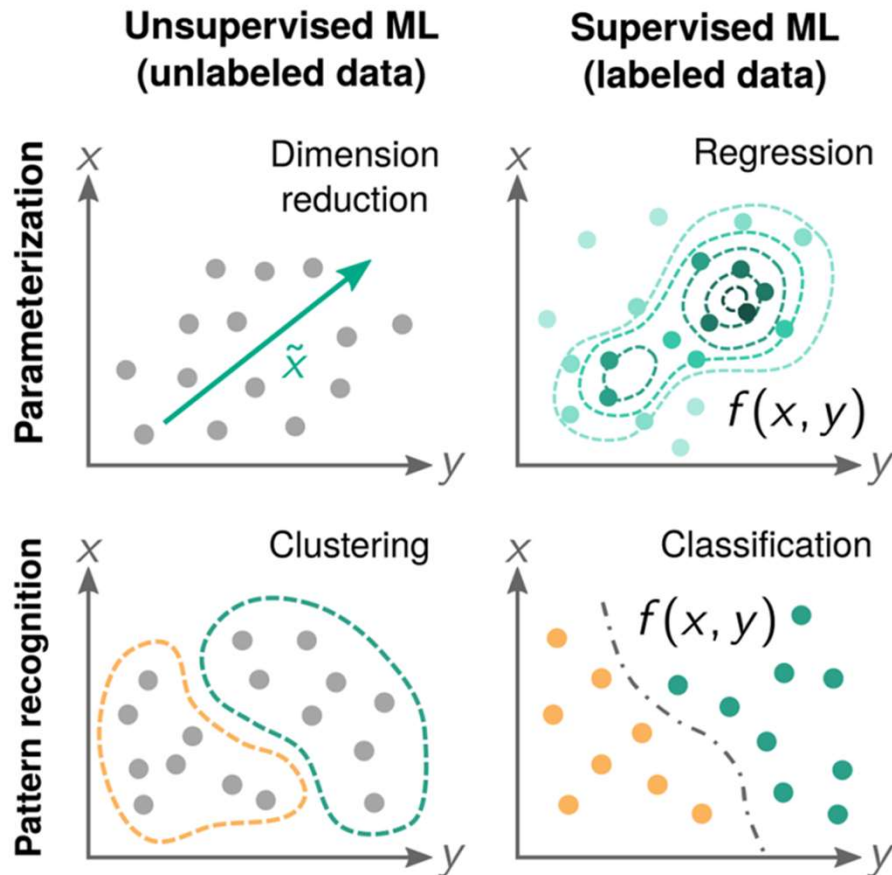 Unsupervised ML
(unlabeled data)
Supervised ML
(labeled data)
Parameterization
x
Dimension
reduction
x̃
y
x
Regression
f(x, y)
y
Pattern recognition
x
Clustering
y
x
Classification
f(x, y)
y